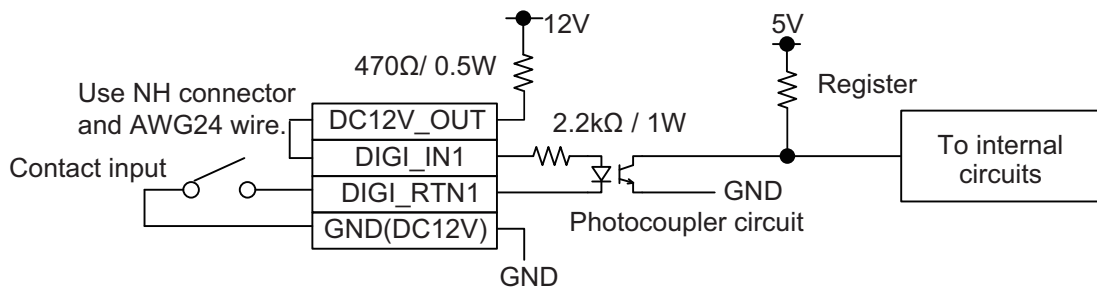 12V
5V
470Ω/ 0.5W
Register
Use NH connector
and AWG24 wire.
DC12V_OUT
2.2kΩ / 1W
To internal
circuits
Contact input
DIGI_IN1
DIGI_RTN1
GND
Photocoupler circuit
GND(DC12V)
GND